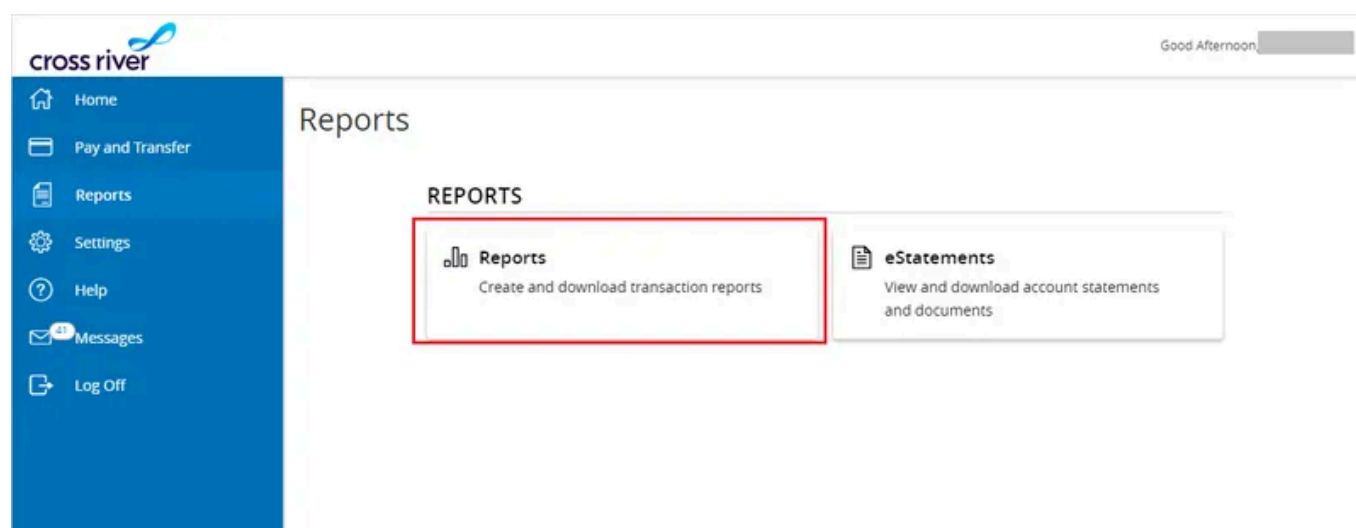 cross river
Good Afternoon,
Home
Pay and Transfer
Reports
Settings
Help
41
Messages
Log Off
Reports
REPORTS
Reports
Create and download transaction reports
eStatements
View and download account statements
and documents